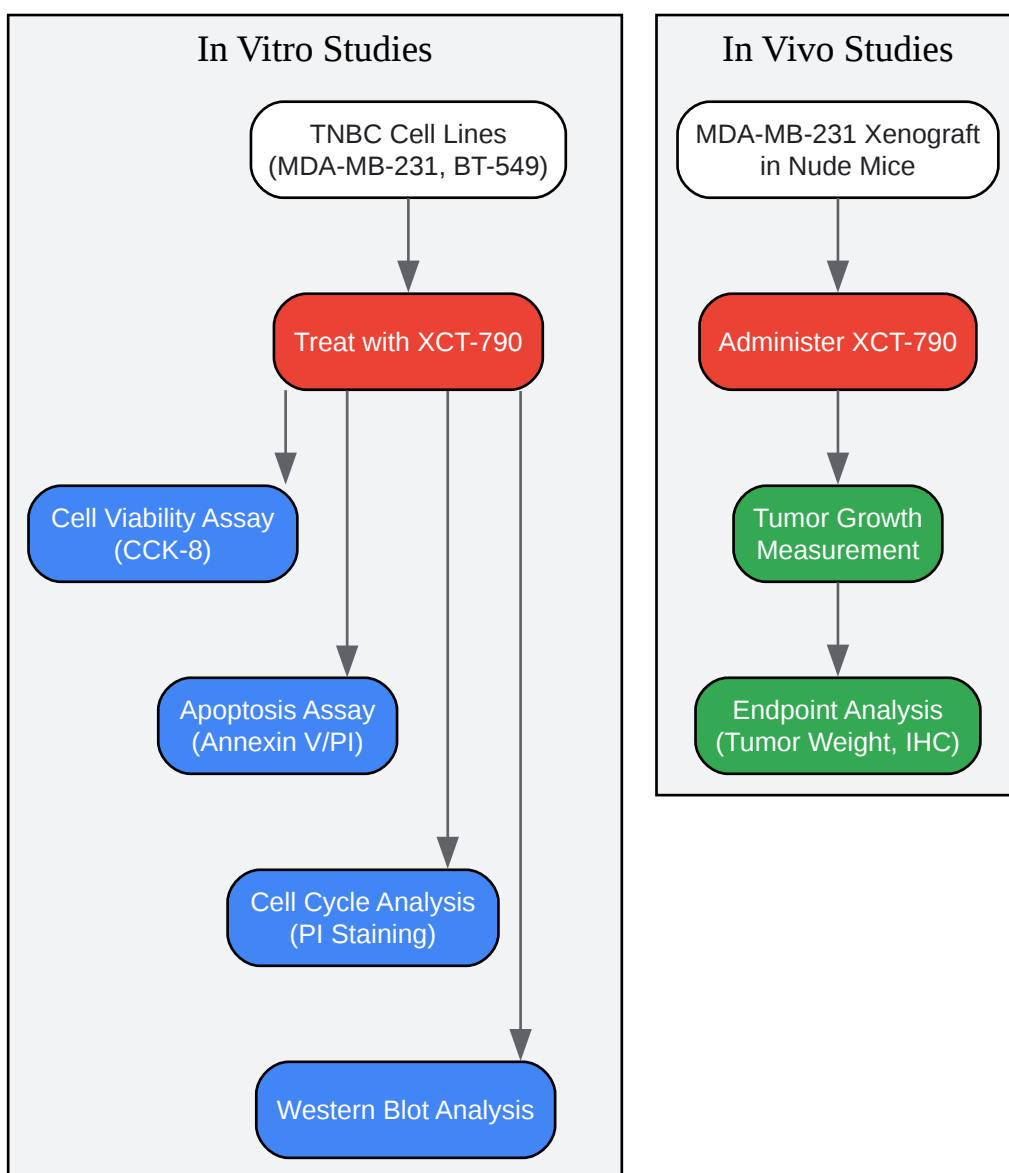 In Vitro Studies
TNBC Cell Lines
(MDA-MB-231, BT-549)
Treat with XCT-790
Cell Viability Assay
(CCK-8)
Apoptosis Assay
(Annexin V/PI)
Cell Cycle Analysis
(PI Staining)
Western Blot Analysis
In Vivo Studies
MDA-MB-231 Xenograft
in Nude Mice
Administer XCT-790
Tumor Growth
Measurement
Endpoint Analysis
(Tumor Weight, IHC)